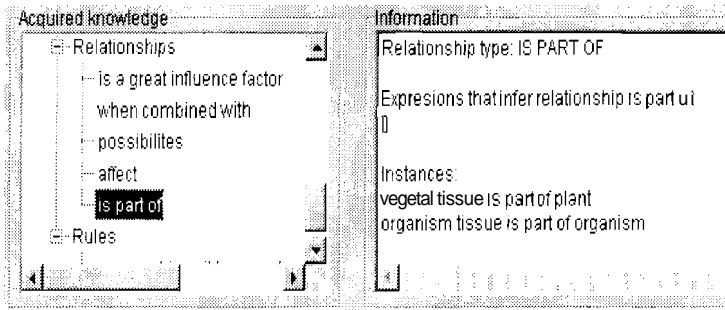 Acquired knowledge
Relationships
is a great influence factor
when combined with
possibilites
affect
is part of
Rules
Information
Relationship type: IS PART OF
Expresions that infer relationship is part
[]
Instances:
vegetal tissue is part of plant
organism tissue is part of organism